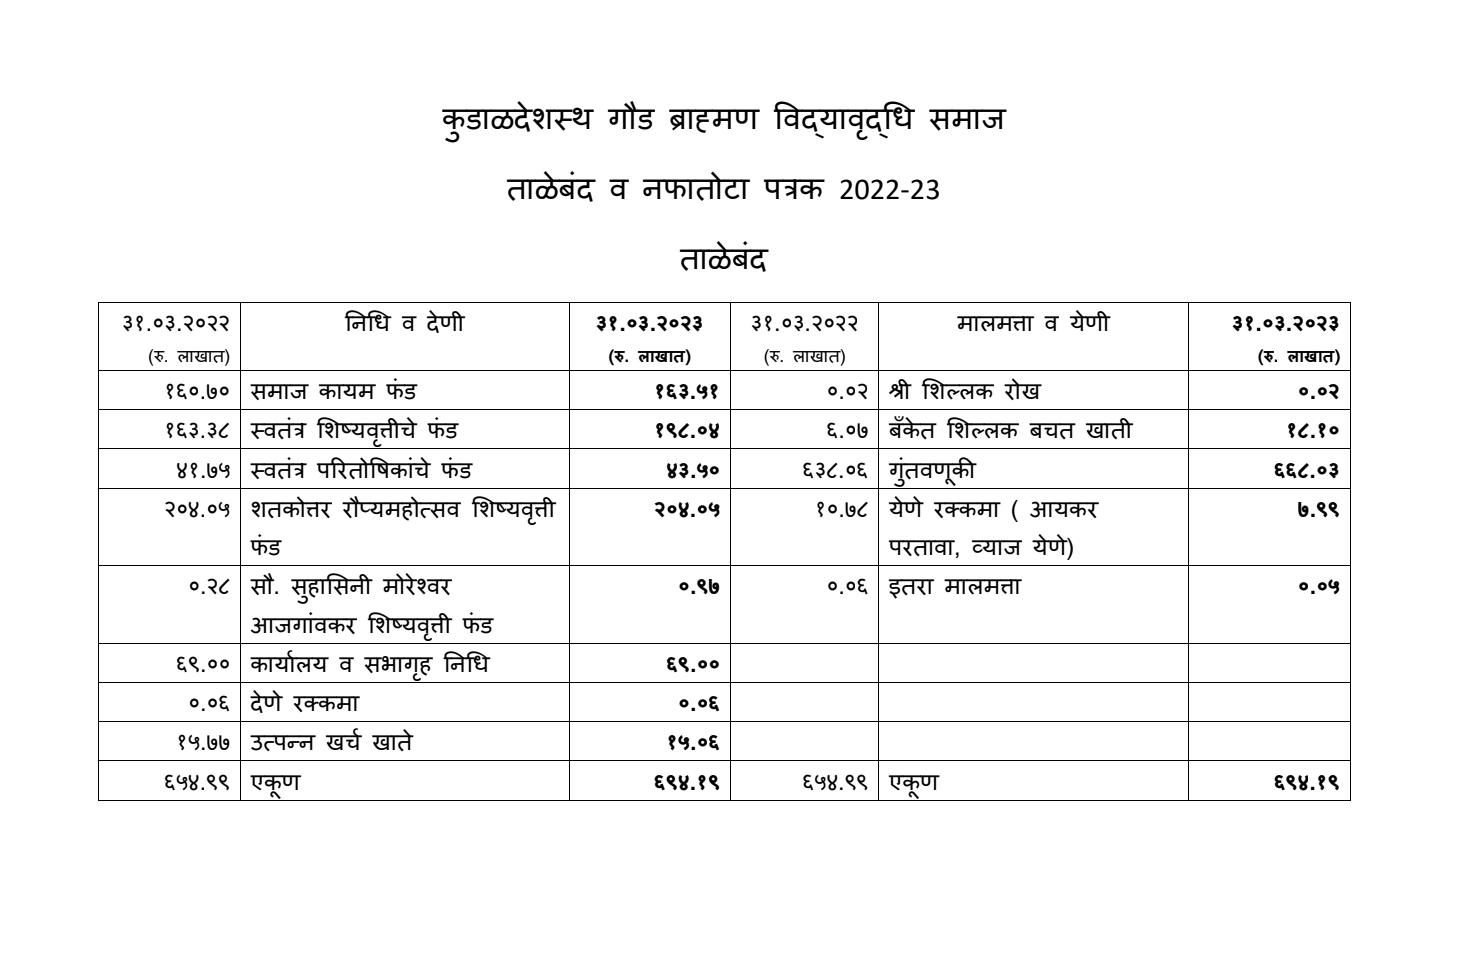 कुडाळदेशस्थ गौड ब्राह्मण विद्यावृद्धि समाज
ताळेबंद व नफातोटा पत्रक 2022-23
ताळेबंद
३१.०३.२०२२ निधि व देणी ३१.०३.२०२३ ३१.०३.२०२२ मालमत्ता व येणी ३१.०३.२०२३
(रु. लाखात) (रु. लाखात) (रु. लाखात) (रु. लाखात)
१६०.७० समाज कायम फंड १६३.५१ ०.०२ श्री शिल्लक रोख ०.०२
१६३.३८ स्वतंत्र शिष्यवृत्तीचे फंड १९८.०४ ६.०७ बँकेत शिल्लक बचत खाती १८.१०
४१.७५ स्वतंत्र परितोषिकांचे फंड ४३.५० ६३८.०६ गुंतवणूकी ६६८.०३
२०४.०५ शतकोत्तर रौप्यमहोत्सव शिष्यवृत्ती २०४.०५ १०.७८ येणे रक्कमा ( आयकर ७.९९
फंड परतावा, व्याज येणे)
०.२८ सौ. सुहासिनी मोरेश्वर ०.९७ ०.०६ इतरा मालमत्ता ०.०५
आजगांवकर शिष्यवृत्ती फंड
६९.०० कार्यालय व सभागृह निधि ६९.००
०.०६ देणे रक्कमा ०.०६
१५.७७ उत्पन्न खर्च खाते १५.०६
६५४.९९ एकूण ६९४.१९ ६५४.९९ एकूण ६९४.१९